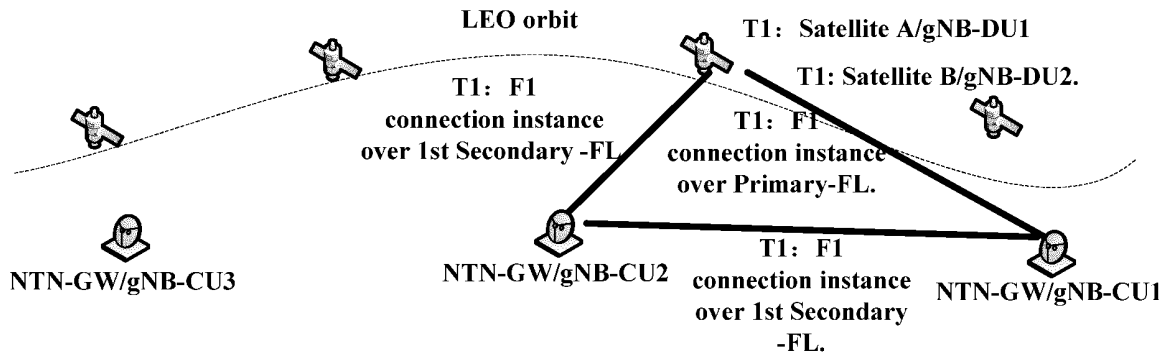 LEO orbit
T1: Satellite A/gNB-DU1
T1: Satellite B/gNB-DU2.
T1: F1
connection instance
over 1st Secondary -FL
T1: F1
connection instance
over Primary-FL.
NTN-GW/gNB-CU3
NTN-GW/gNB-CU2
T1: F1
connection instance
over 1st Secondary
-FL.
NTN-GW/gNB-CU1